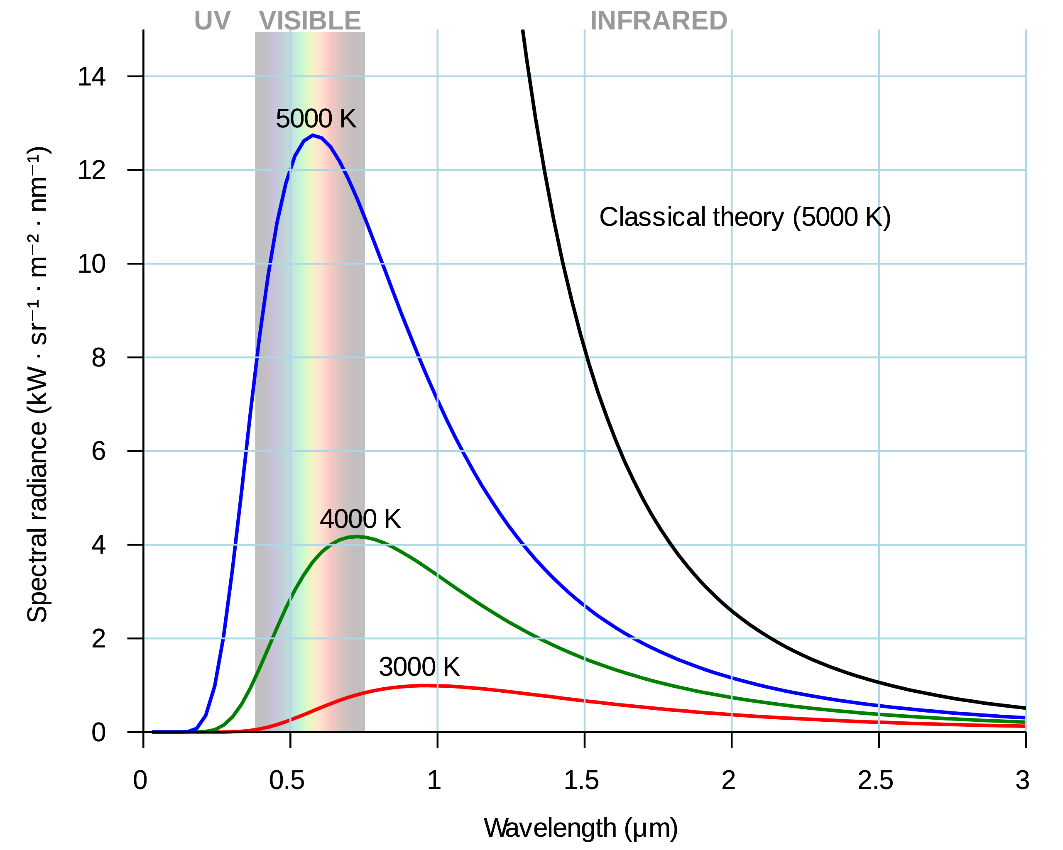 UV VISIBLE INFRARED
14
12
10
8
6
4
2
0
5000 K
Classical theory (5000 K)
4000 K
3000 K
Spectral radiance (kW · sr⁻¹ · m⁻² · nm⁻¹)
0 0.5 1 1.5 2 2.5 3
Wavelength (μm)